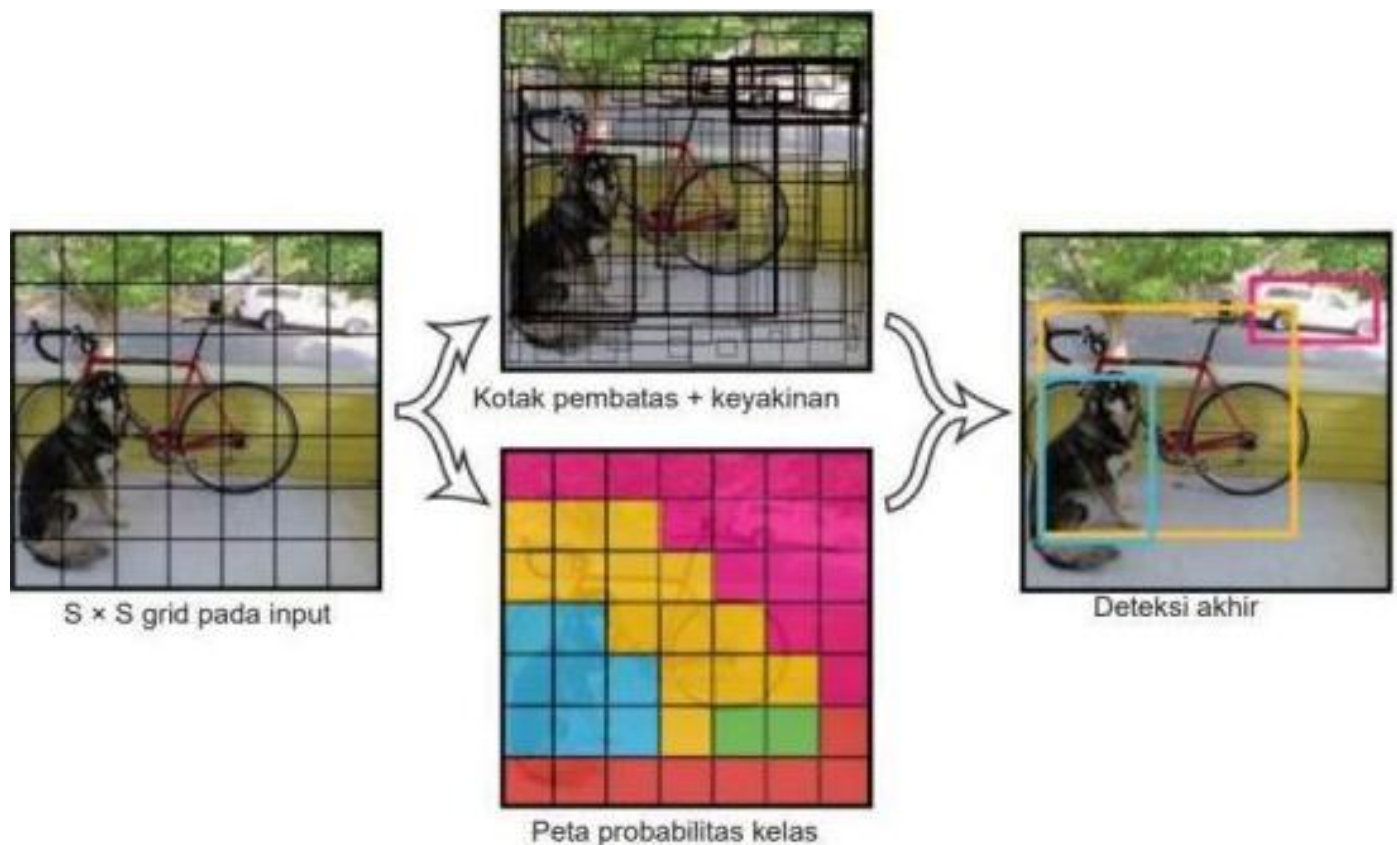 Kotak pembatas + keyakinan
S × S grid pada input
Deteksi akhir
Peta probabilitas kelas